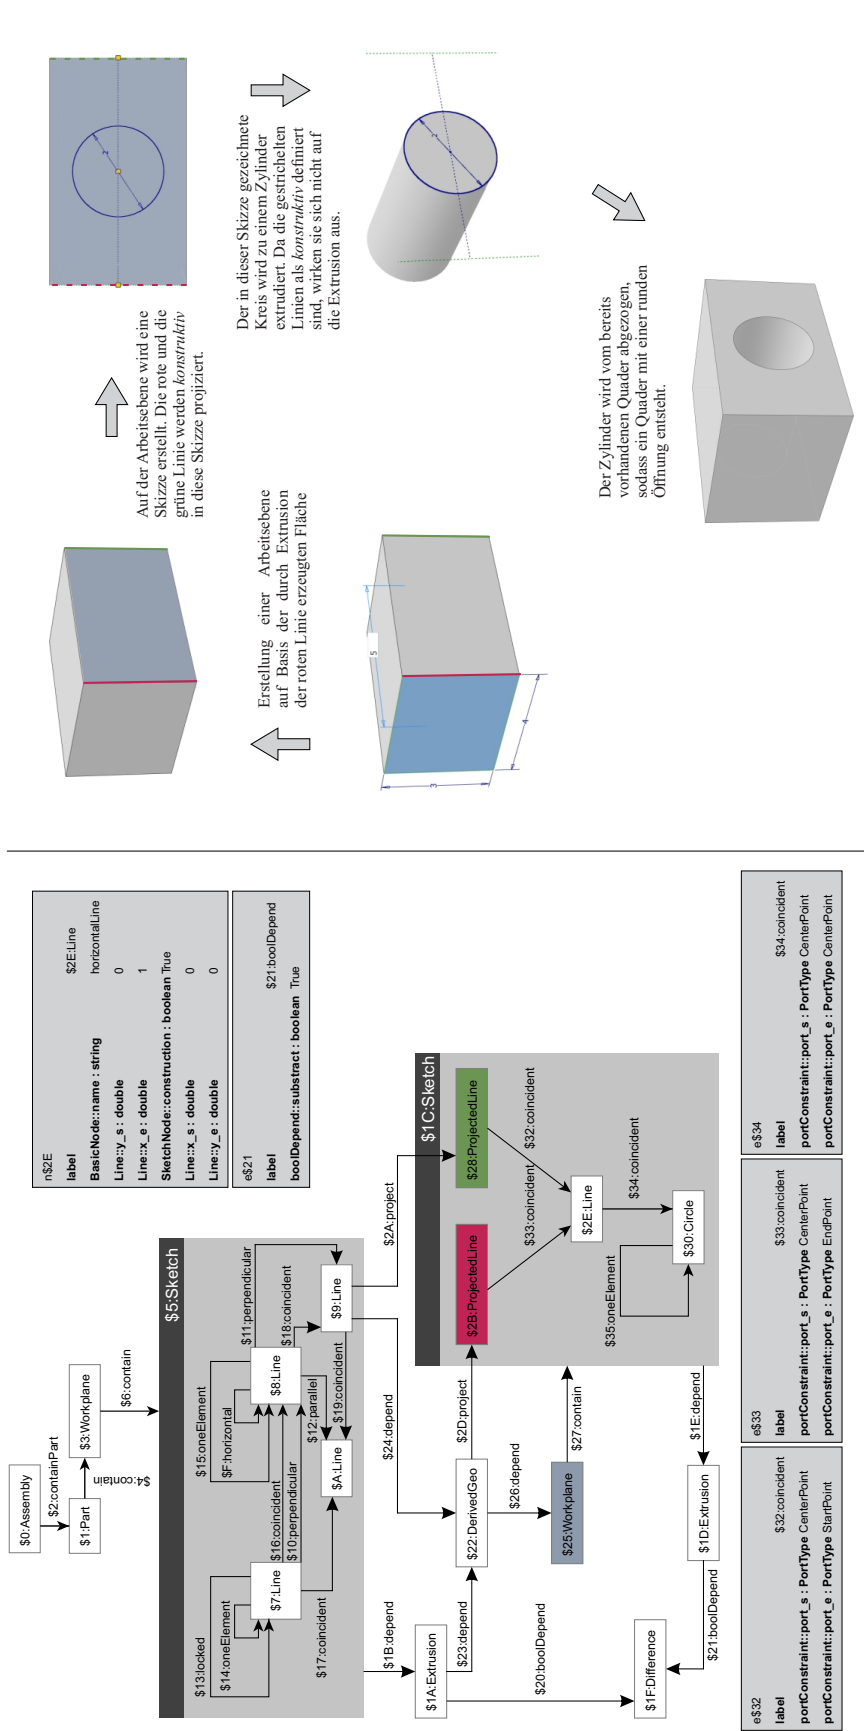 $0:Assembly
$2:containPart
$1:Part
$4:contain
$3:Workplane
$6:contain
$5:Sketch
$13:locked
$14:oneElement
$7:Line
$15:oneElement
$F:horizontal
$16:coincident
$10:perpendicular
$8:Line
$11:perpendicular
$18:coincident
$12:parallel
$19:coincident
$17:coincident
$A:Line
$9:Line
$1B:depend
$24:depend
$2A:project
$1A:Extrusion
$23:depend
$22:DerivedGeo
$2D:project
$26:depend
$25:Workplane
$27:contain
$20:boolDepend
$1C:Sketch
$2B:ProjectedLine
$28:ProjectedLine
$33:coincident
$32:coincident
$2E:Line
$34:coincident
$35:oneElement
$30:Circle
$1E:depend
$1D:Extrusion
$21:boolDepend
$1F:Difference
n$2E
label $2E:Line
BasicNode::name : string horizontalLine
Line::y_s : double 0
Line::x_e : double 1
SketchNode::construction : boolean True
Line::x_s : double 0
Line::y_e : double 0
e$21
label $21:boolDepend
boolDepend::substract : boolean True
e$32
label $32:coincident
portConstraint::port_s : PortType CenterPoint
portConstraint::port_e : PortType StartPoint
e$33
label $33:coincident
portConstraint::port_s : PortType CenterPoint
portConstraint::port_e : PortType EndPoint
e$34
label $34:coincident
portConstraint::port_s : PortType CenterPoint
portConstraint::port_e : PortType CenterPoint
3
4
5
Erstellung einer Arbeitsebene
auf Basis der durch Extrusion
der roten Linie erzeugten Fläche
Auf der Arbeitsebene wird eine
Skizze erstellt. Die rote und die
grüne Linie werden konstruktiv
in diese Skizze projiziert.
2
Der in dieser Skizze gezeichnete
Kreis wird zu einem Zylinder
extrudiert. Da die gestrichelten
Linien als konstruktiv definiert
sind, wirken sie sich nicht auf
die Extrusion aus.
2
Der Zylinder wird vom bereits
vorhandenen Quader abgezogen,
sodass ein Quader mit einer runden
Öffnung entsteht.